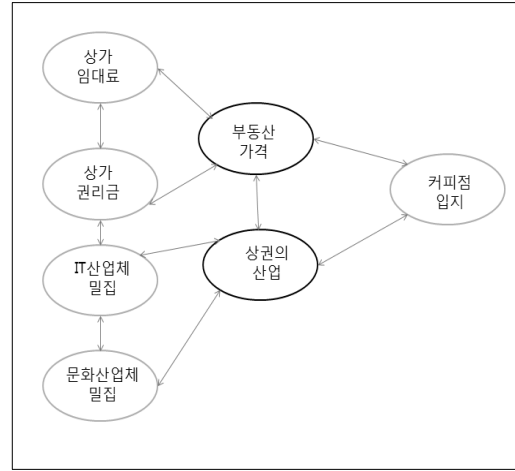 상가
임대료
부동산
가격
상가
권리금
커피점
입지
IT산업체
밀집
상권의
산업
문화산업체
밀집